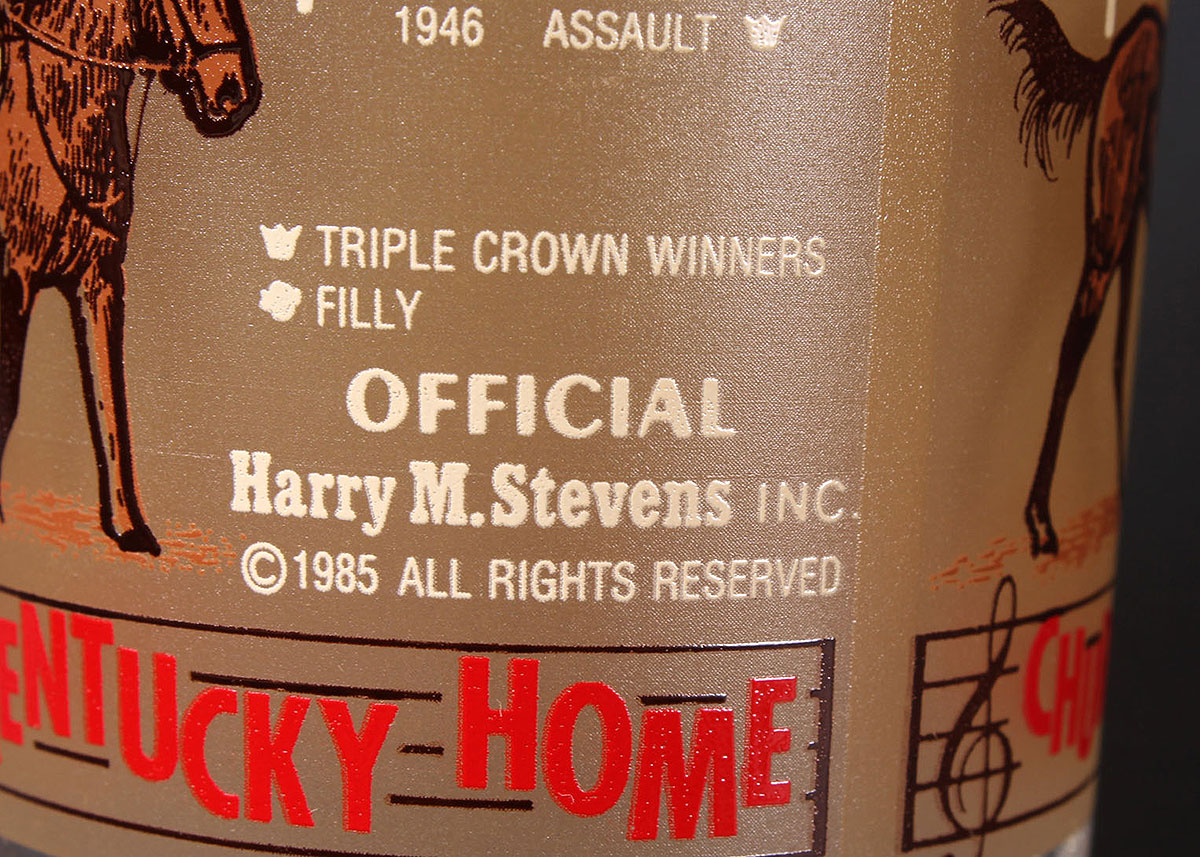 1946 ASSAULT
TRIPLE CROWN WINNERS
FILLY
OFFICIAL
Harry M. Stevens INC.
©1985 ALL RIGHTS RESERVED
ENTUCKY HOME